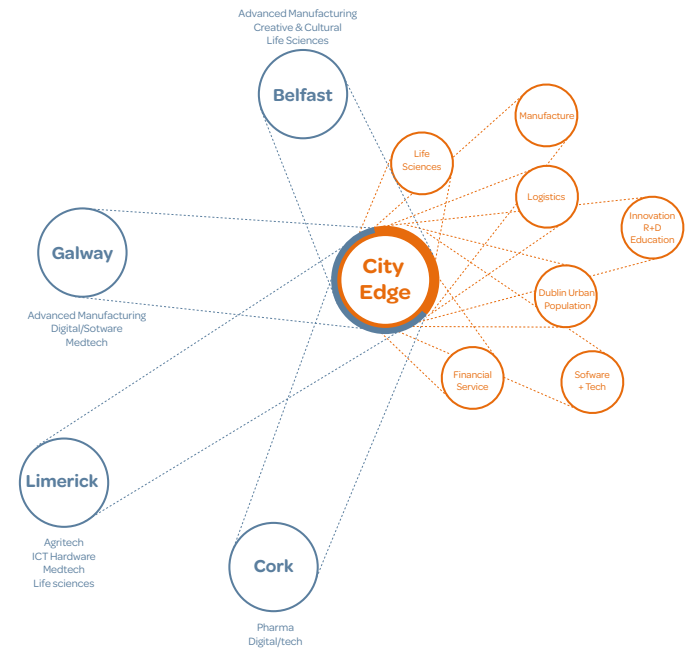 Advanced Manufacturing
Creative & Cultural
Life Sciences
Belfast
Manufacture
Life
Sciences
Logistics
Innovation
R+D
Education
Galway
City
Edge
Dublin Urban
Population
Advanced Manufacturing
Digital/Sotware
Medtech
Financial
Service
Sofware
+ Tech
Limerick
Agritech
ICT Hardware
Medtech
Life sciences
Cork
Pharma
Digital/tech